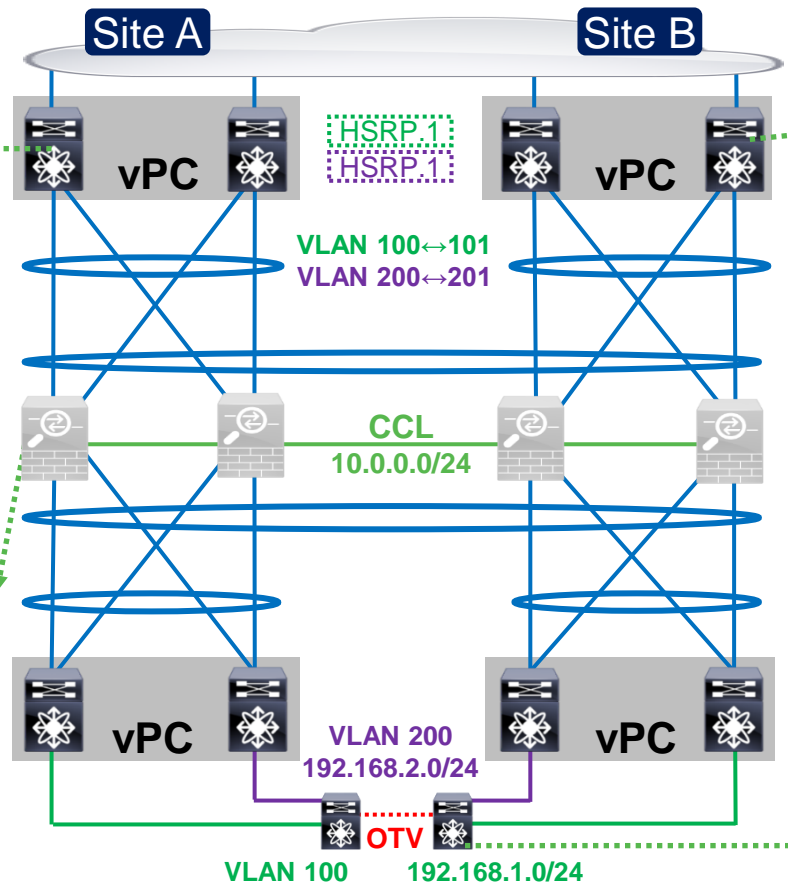 Site A
Site B
HSRP.1
HSRP.1
vPC
vPC
VLAN 100↔101
VLAN 200↔201
CCL
10.0.0.0/24
vPC
vPC
VLAN 200
192.168.2.0/24
OTV
VLAN 100
192.168.1.0/24